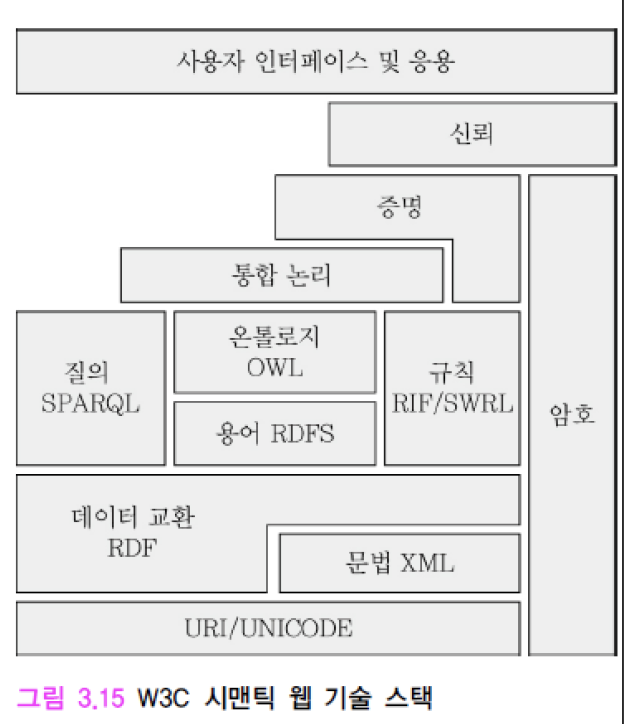 사용자 인터페이스 및 응용
신뢰
증명
통합 논리
질의
SPARQL
온톨로지
OWL
용어 RDFS
규칙
RIF/SWRL
암호
데이터 교환
RDF
문법 XML
URI/UNICODE
그림 3.15 W3C 시맨틱 웹 기술 스택